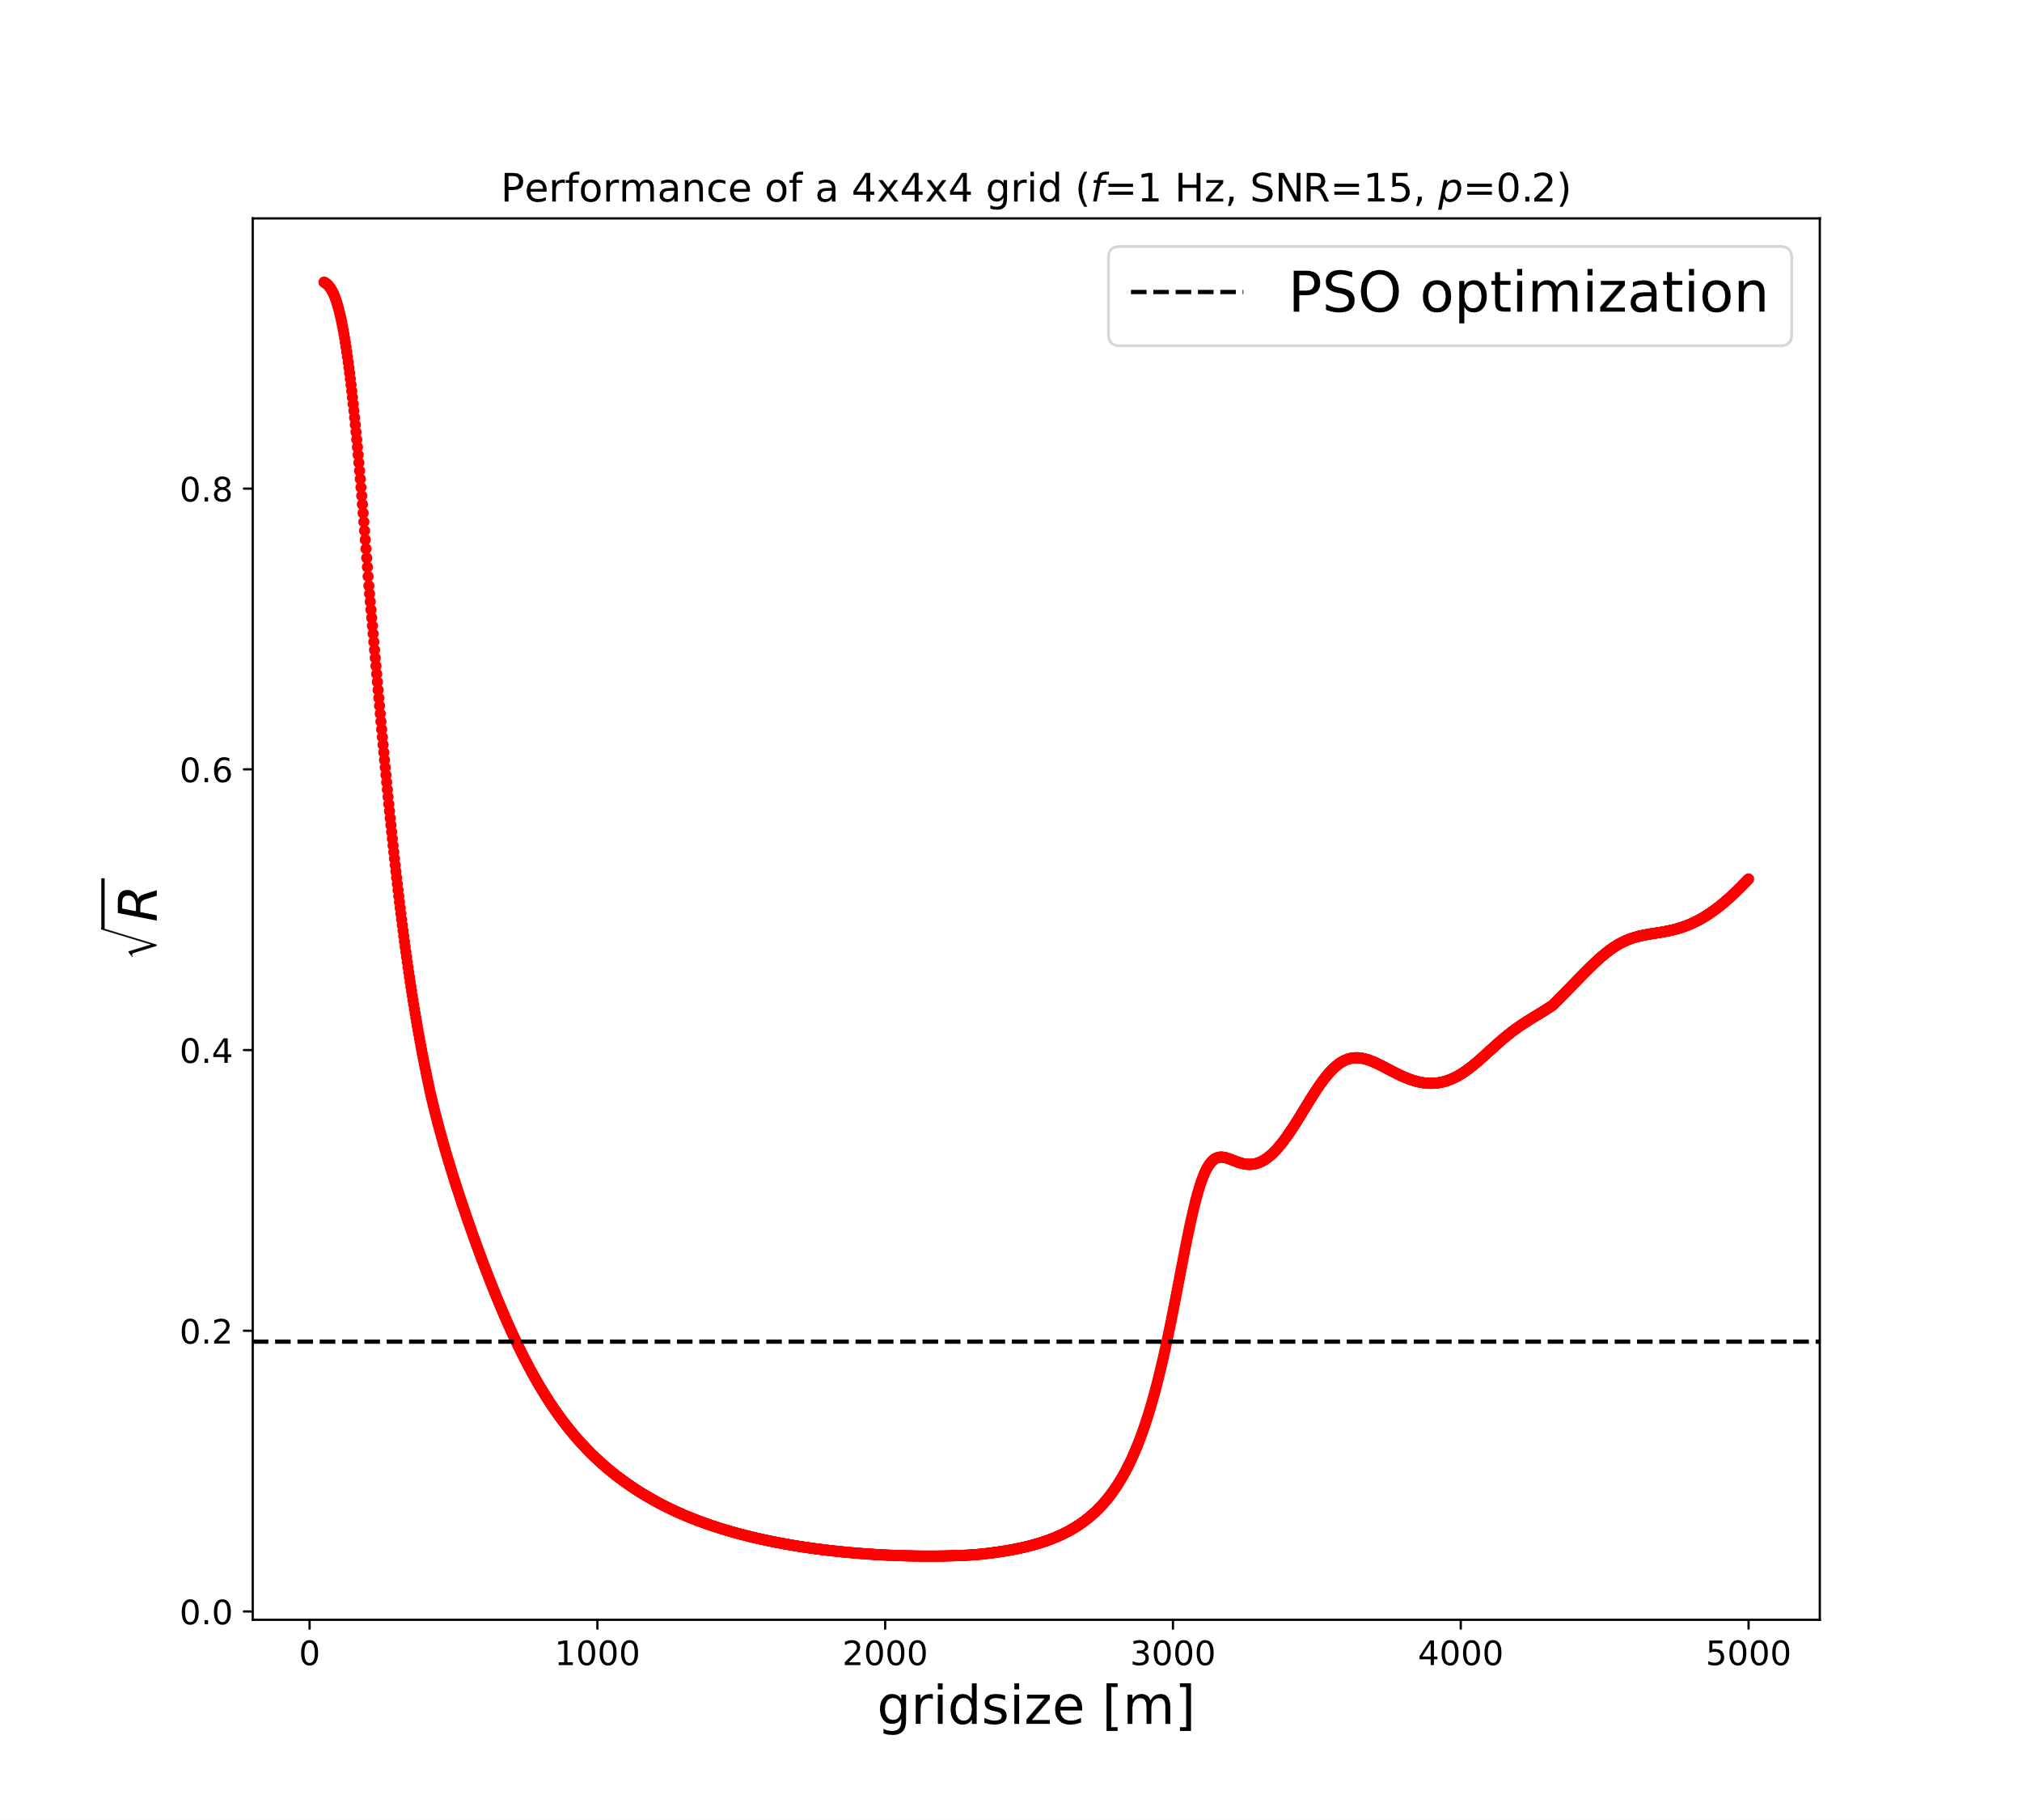 Performance of a 4x4x4 grid (f=1 Hz, SNR=15, p=0.2)
PSO optimization
0.8
0.6
0.4
0.2
0.0
√R
0 1000 2000 3000 4000 5000
gridsize [m]